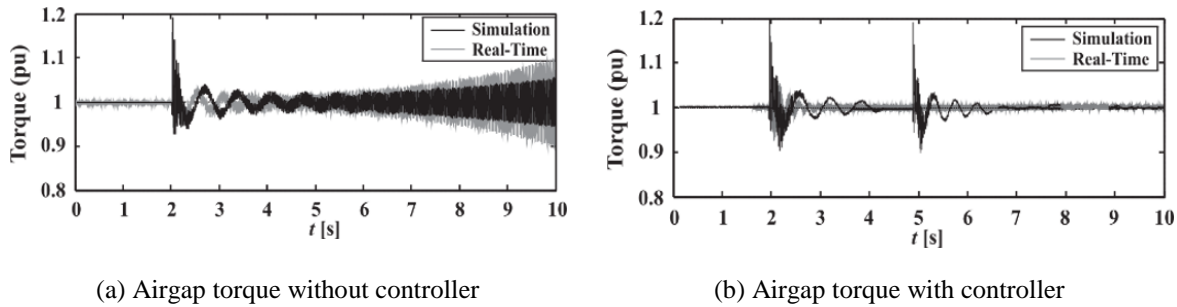 1.2
1.1
1
0.9
0.8
Torque (pu)
Simulation
Real-Time
0 1 2 3 4 5 6 7 8 9 10
t [s]
(a) Airgap torque without controller
1.2
1.1
1
0.9
0.8
Torque (pu)
Simulation
Real-Time
0 1 2 3 4 5 6 7 8 9 10
t [s]
(b) Airgap torque with controller